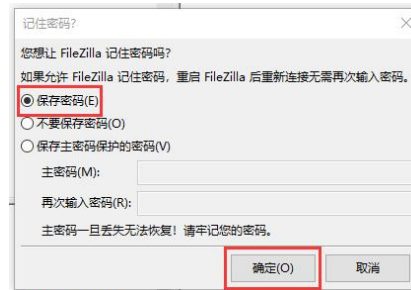 记住密码?
您想让 FileZilla 记住密码吗?
如果允许 FileZilla 记住密码，重启 FileZilla 后重新连接无需再次输入密码。
保存密码(E)
不要保存密码(O)
保存主密码保护的密码(V)
主密码(M):
再次输入密码(R):
主密码一旦丢失无法恢复！请牢记您的密码。
确定(O) 取消